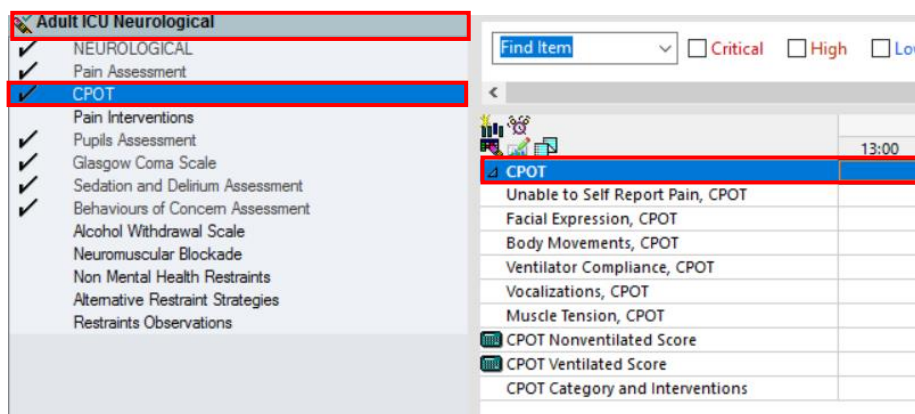 Adult ICU Neurological
NEUROLOGICAL
Pain Assessment
CPOT
Pain Interventions
Pupils Assessment
Glasgow Coma Scale
Sedation and Delirium Assessment
Behaviours of Concern Assessment
Alcohol Withdrawal Scale
Neuromuscular Blockade
Non Mental Health Restraints
Alternative Restraint Strategies
Restraints Observations
Find Item Critical High
13:00
CPOT
Unable to Self Report Pain, CPOT
Facial Expression, CPOT
Body Movements, CPOT
Ventilator Compliance, CPOT
Vocalizations, CPOT
Muscle Tension, CPOT
CPOT Nonventilated Score
CPOT Ventilated Score
CPOT Category and Interventions